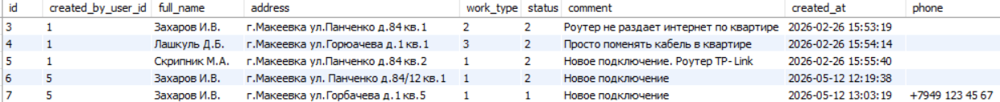 id created_by_user_id full_name address work_type status comment created_at phone
3 1 Захаров И.В. г.Макеевка ул.Панченко д.84 кв.1 2 2 Роутер не раздает интернет по квартире 2026-02-26 15:53:19
4 1 Лашкуль Д.Б. г.Макеевка ул.Горюачева д.1 кв.1 3 2 Просто поменять кабель в квартире 2026-02-26 15:54:14
5 1 Скрипник М.А. г.Макеевка ул.Панченко д.84 кв.2 1 2 Новое подключение. Роутер TP-Link 2026-02-26 15:55:40
6 5 Захаров И.В. г.Макеевка ул. Панченко д.84/12 кв.1 1 2 Новое подключение 2026-05-12 12:19:38
7 5 Захаров И.В. г.Макеевка ул.Горбачева д.1 кв.5 1 1 Новое подключение 2026-05-12 13:03:19 +7949 123 45 67